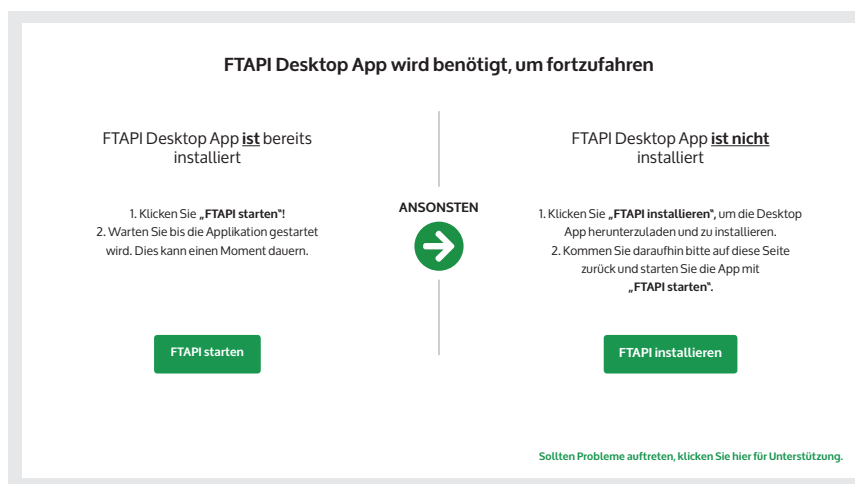 FTAPI Desktop App wird benötigt, um fortzufahren
FTAPI Desktop App ist bereits
installiert
1. Klicken Sie „FTAPI starten“!
2. Warten Sie bis die Applikation gestartet
wird. Dies kann einen Moment dauern.
FTAPI starten
ANSONSTEN
FTAPI Desktop App ist nicht
installiert
1. Klicken Sie „FTAPI installieren“, um die Desktop
App herunterzuladen und zu installieren.
2. Kommen Sie daraufhin bitte auf diese Seite
zurück und starten Sie die App mit
„FTAPI starten“.
FTAPI installieren
Sollten Probleme auftreten, klicken Sie hier für Unterstützung.